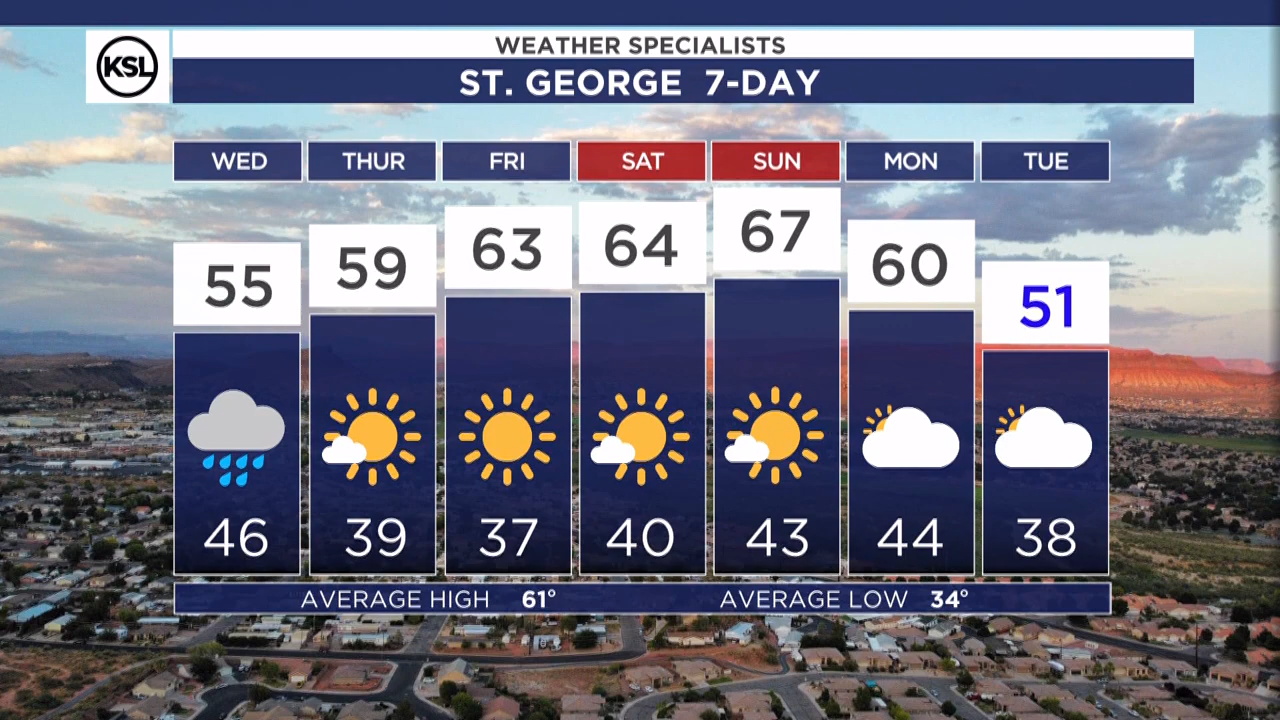 KSL
WEATHER SPECIALISTS
ST. GEORGE 7-DAY
WED THUR FRI SAT SUN MON TUE
55 59 63 64 67 60 51
46 39 37 40 43 44 38
AVERAGE HIGH 61° AVERAGE LOW 34°